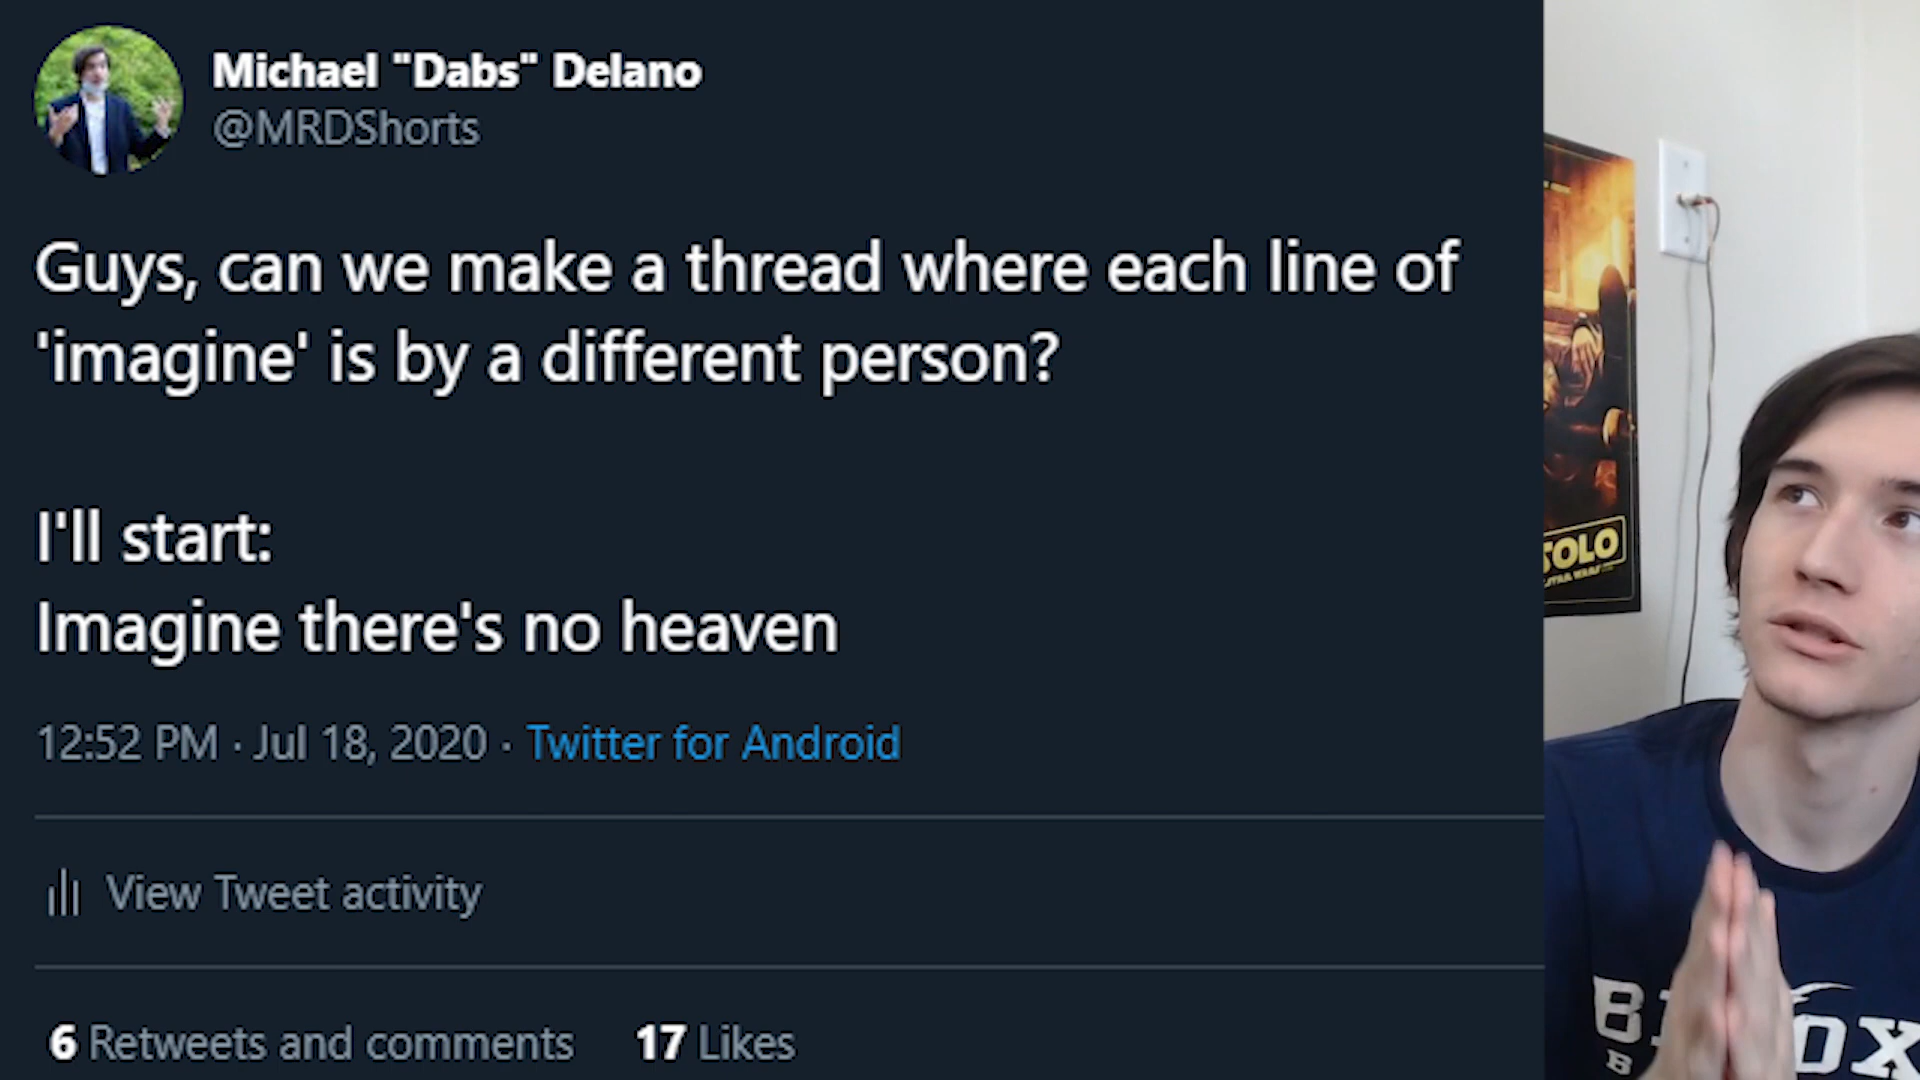 Michael "Dabs" Delano
@MRDShorts
Guys, can we make a thread where each line of
'imagine' is by a different person?
I'll start:
Imagine there's no heaven
12:52 PM · Jul 18, 2020 · Twitter for Android
View Tweet activity
6 Retweets and comments 17 Likes
SOLO
STAR WARS